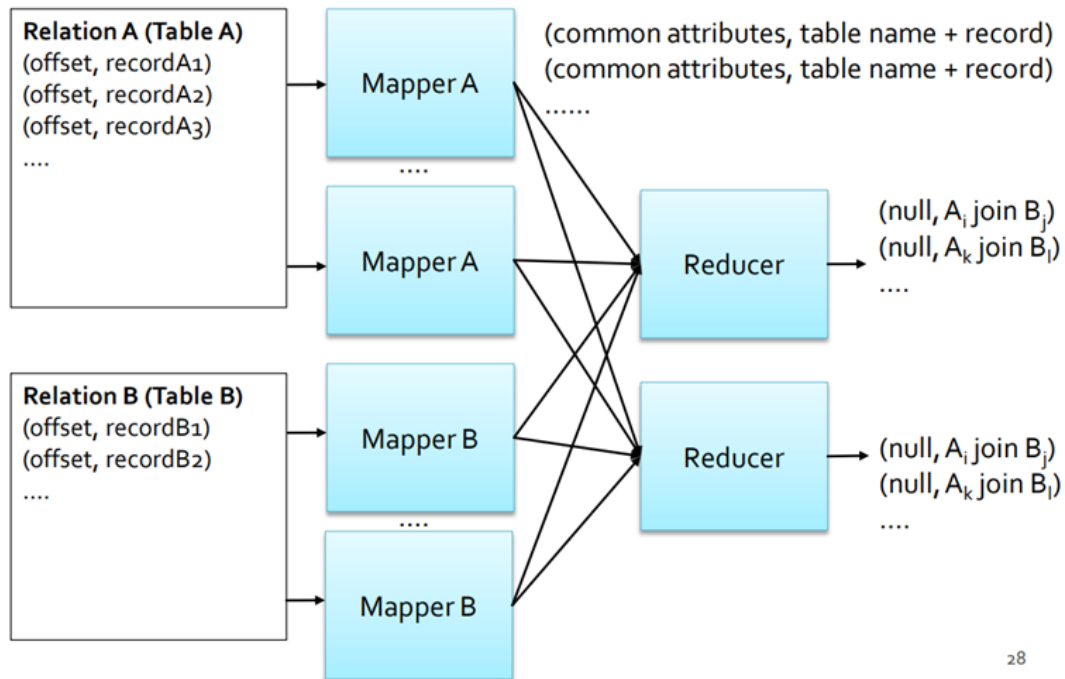 Relation A (Table A)
(offset, recordA1)
(offset, recordA2)
(offset, recordA3)
....
Mapper A
....
Mapper A
(common attributes, table name + record)
(common attributes, table name + record)
......
Reducer
(null, Ai join Bj)
(null, Ak join Bl)
....
Relation B (Table B)
(offset, recordB1)
(offset, recordB2)
....
Mapper B
....
Mapper B
Reducer
(null, Ai join Bj)
(null, Ak join Bl)
....
28